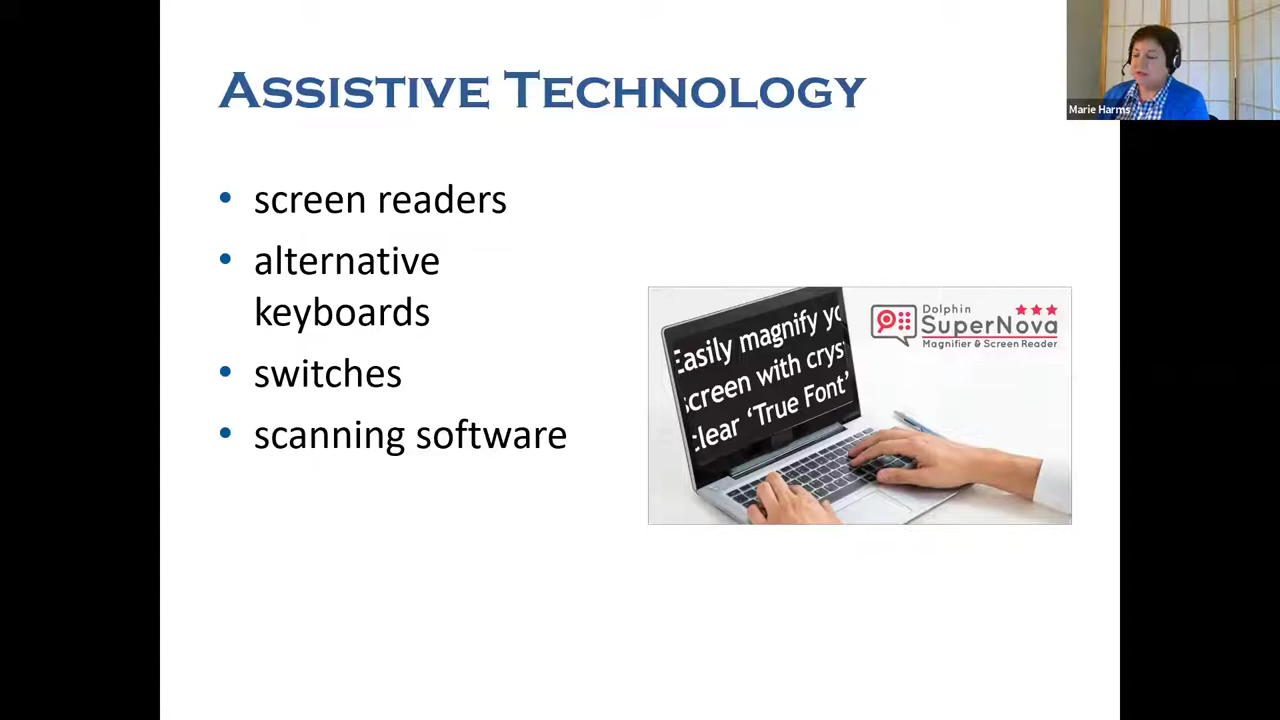 Assistive Technology
Marie Harms
• screen readers
• alternative
keyboards
• switches
• scanning software
Easily magnify yo
screen with crys
clear ‘True Font’
Dolphin
SuperNova
Magnifier & Screen Reader